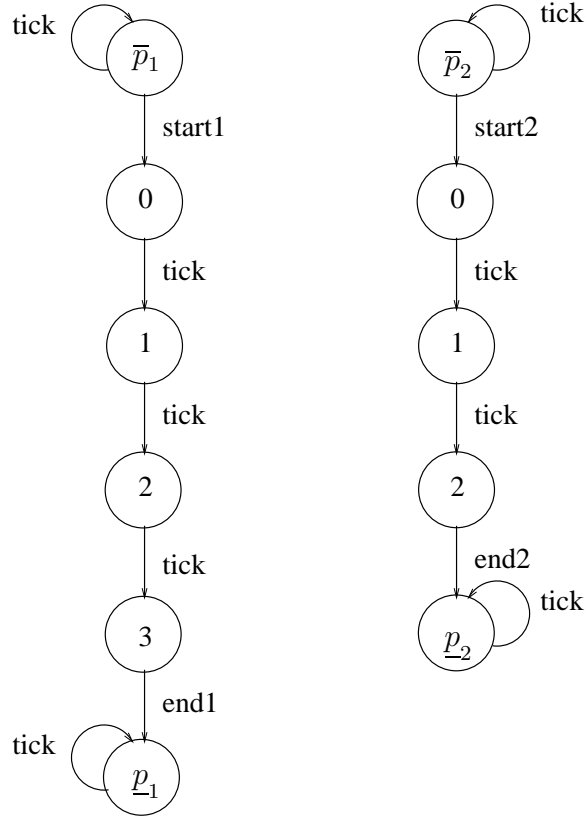 tick
p̅₁
start1
0
tick
1
tick
2
tick
3
end1
tick
p̲₁
tick
p̅₂
start2
0
tick
1
tick
2
end2
tick
p̲₂